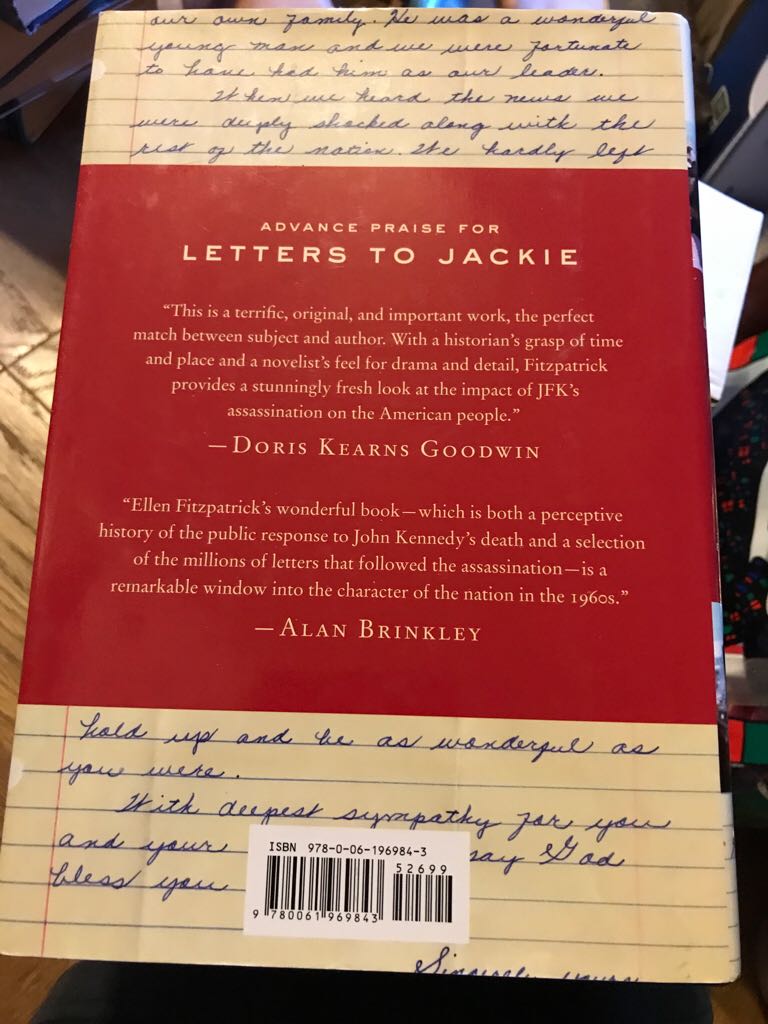 our own family. He was a wonderful
young man and we were fortunate
to have had him as our leader.
When we heard the news we
were deeply shocked along with the
rest of the nation. We hardly left
ADVANCE PRAISE FOR
LETTERS TO JACKIE
“This is a terrific, original, and important work, the perfect
match between subject and author. With a historian’s grasp of time
and place and a novelist’s feel for drama and detail, Fitzpatrick
provides a stunningly fresh look at the impact of JFK’s
assassination on the American people.”
—DORIS KEARNS GOODWIN
“Ellen Fitzpatrick’s wonderful book—which is both a perceptive
history of the public response to John Kennedy’s death and a selection
of the millions of letters that followed the assassination—is a
remarkable window into the character of the nation in the 1960s.”
—ALAN BRINKLEY
hold up and be as wonderful as
you were.
With deepest sympathy for you
and your say God
bless you
ISBN 978-0-06-196984-3
52699
9 780061 969843
Sincerely yours